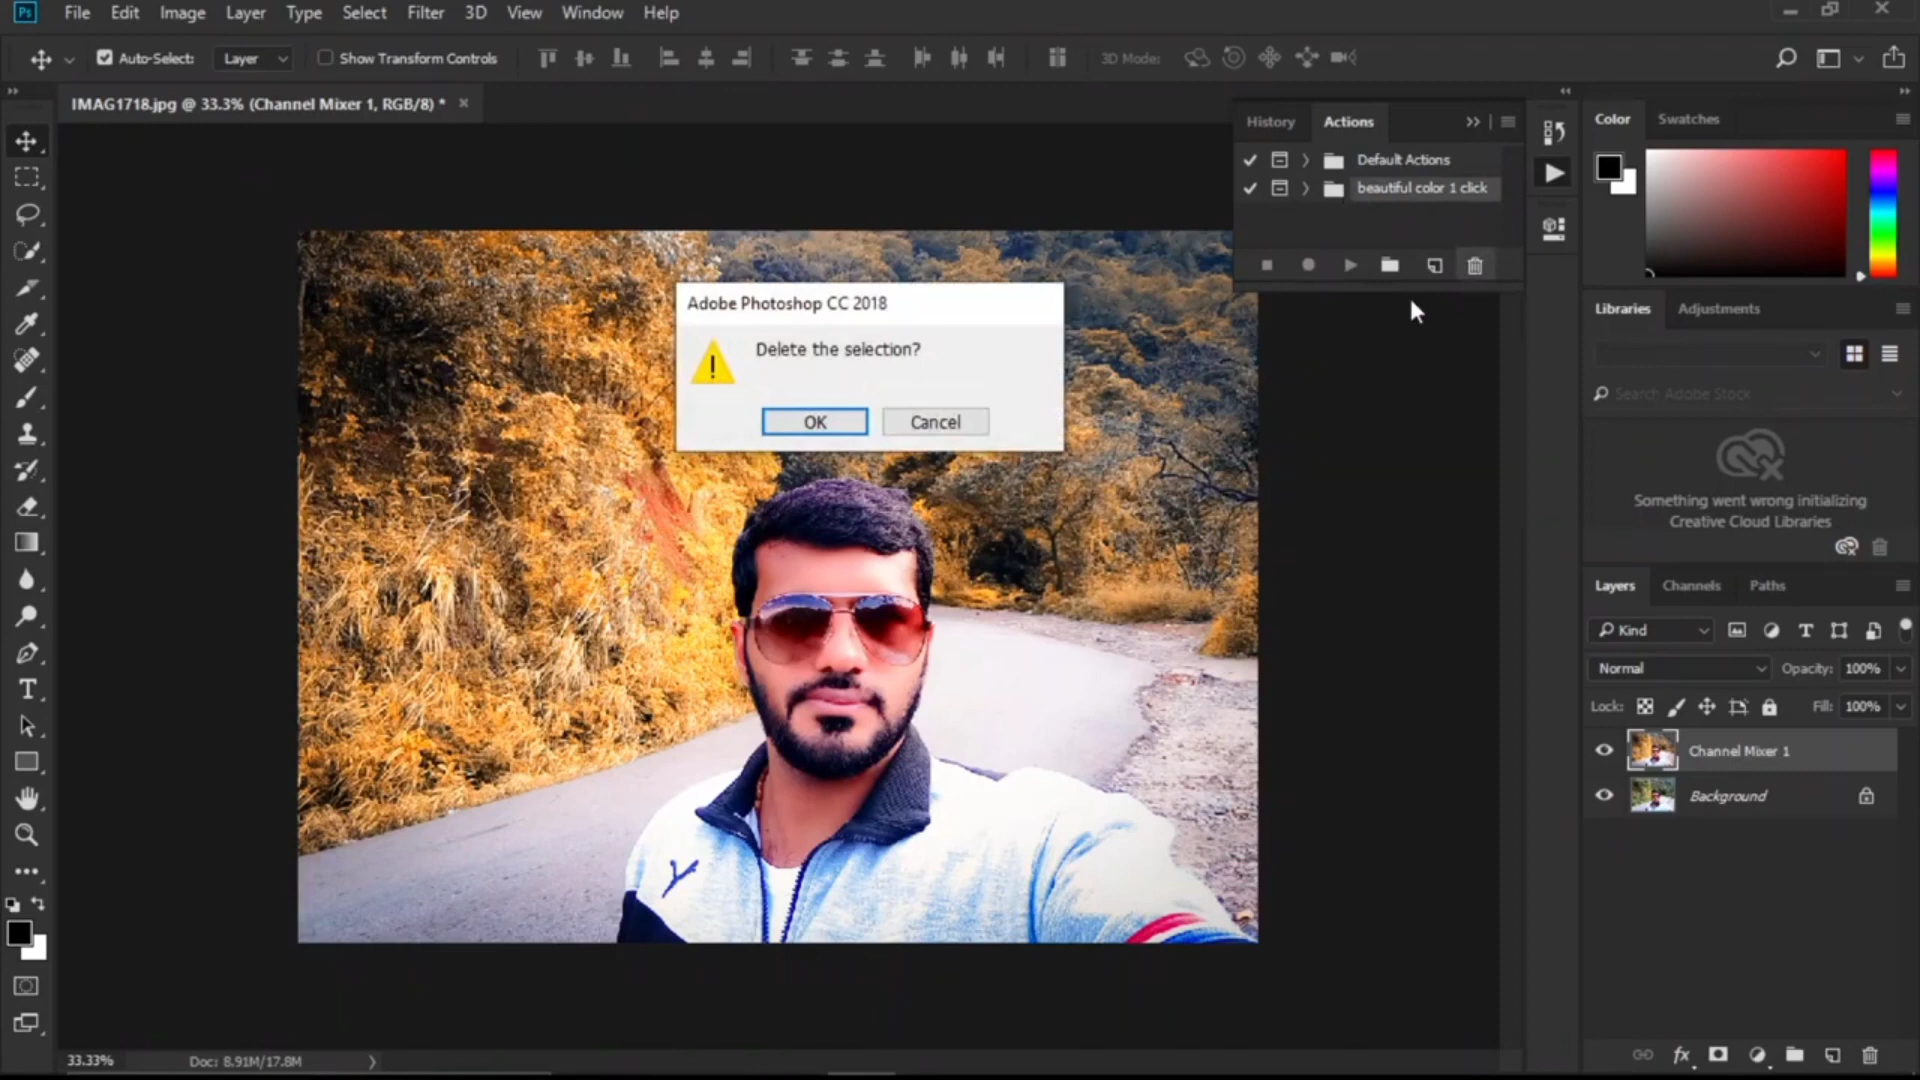 Ps File Edit Image Layer Type Select Filter 3D View Window Help
Auto-Select: Layer Show Transform Controls 3D Mode:
IMAG1718.jpg @ 33.3% (Channel Mixer 1, RGB/8) *
History Actions
Default Actions
beautiful color 1 click
Color Swatches
Adobe Photoshop CC 2018
Delete the selection?
OK Cancel
Libraries Adjustments
Search Adobe Stock
Something went wrong initializing
Creative Cloud Libraries
Layers Channels Paths
Kind
Normal Opacity: 100%
Lock: Fill: 100%
Channel Mixer 1
Background
fx
33.33% Doc: 8.91M/17.8M